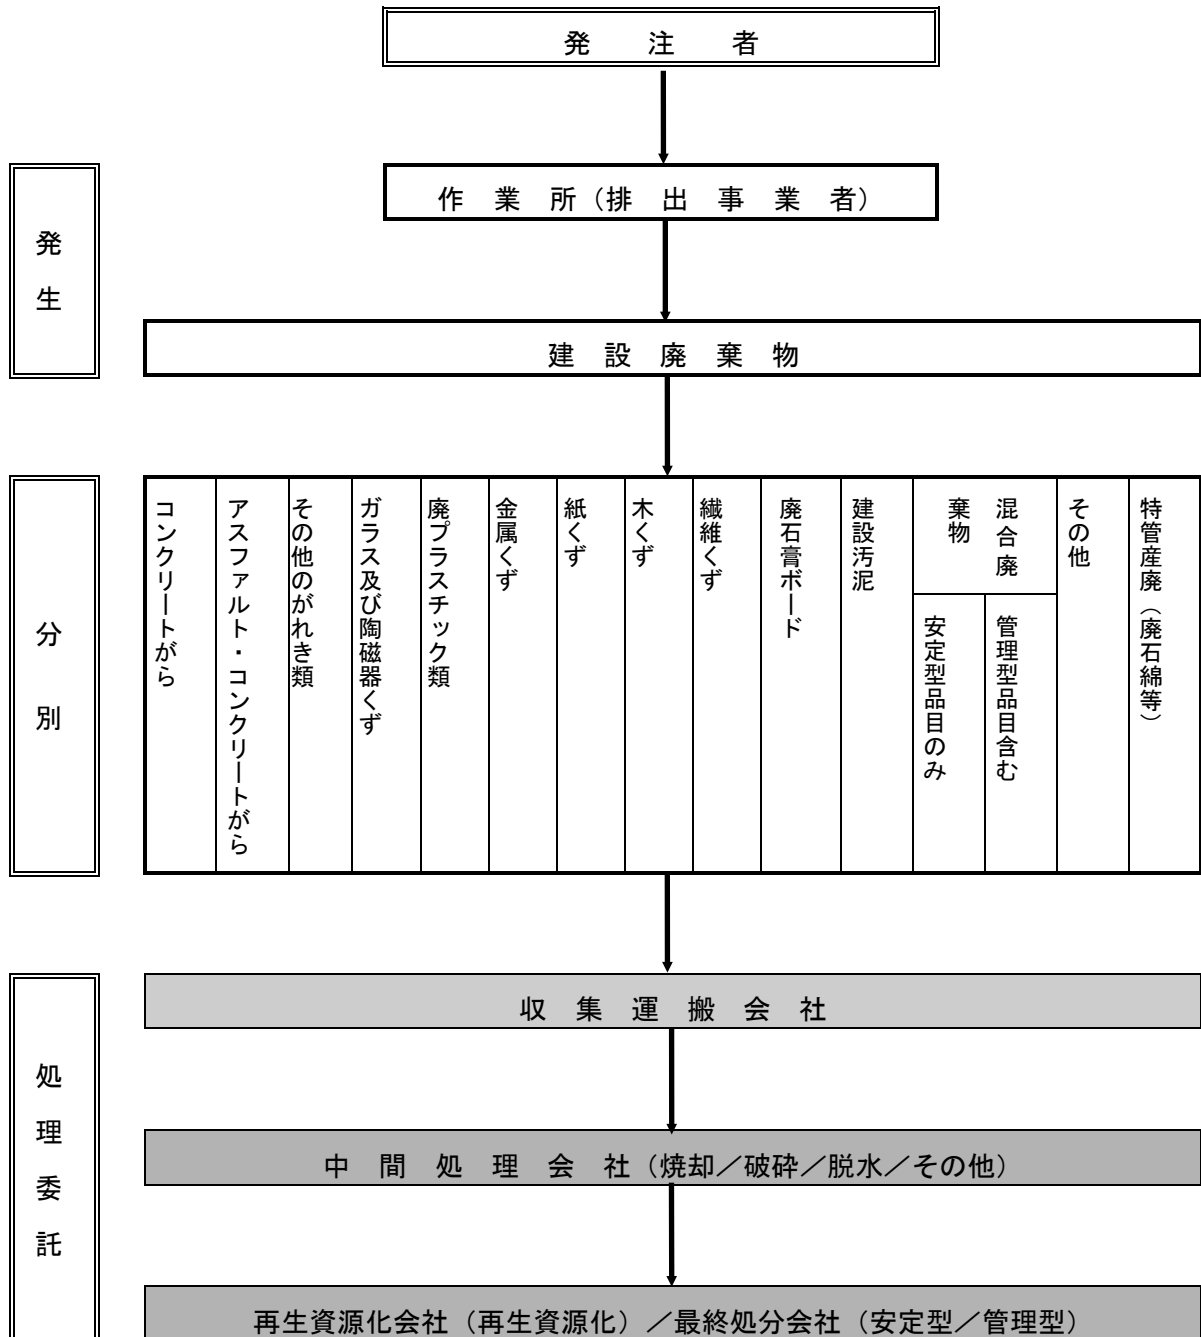 発注者
発生
作業所（排出事業者）
建設廃棄物
分別
コンクリートがら
アスファルト・コンクリートがら
その他のがれき類
ガラス及び陶磁器くず
廃プラスチック類
金属くず
紙くず
木くず
繊維くず
廃石膏ボード
建設汚泥
混合廃
棄物
安定型品目のみ
管理型品目含む
その他
特管産廃（廃石綿等）
処理委託
収集運搬会社
中間処理会社（焼却／破砕／脱水／その他）
再生資源化会社（再生資源化）／最終処分会社（安定型／管理型）